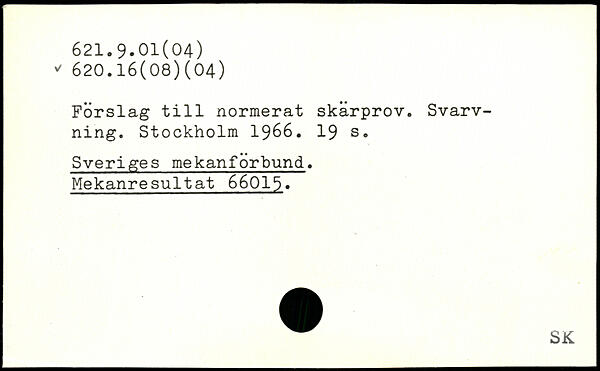 621.9.01(04)
✓ 620.16(08)(04)
Förslag till normerat skärprov. Svarv-
ning. Stockholm 1966. 19 s.
Sveriges mekanförbund.
Mekanresultat 66015.
SK